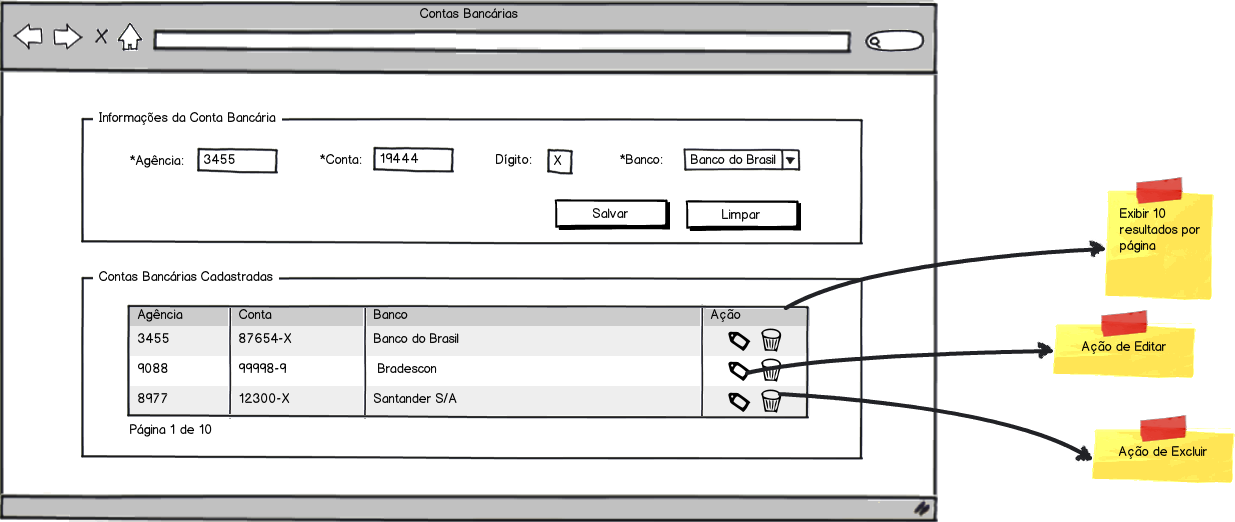 Contas Bancárias
X
Informações da Conta Bancária
*Agência: 3455 *Conta: 19444 Dígito: X *Banco: Banco do Brasil
Salvar Limpar
Contas Bancárias Cadastradas
Agência Conta Banco Ação
3455 87654-X Banco do Brasil
9088 99998-9 Bradescon
8977 12300-X Santander S/A
Página 1 de 10
Exibir 10
resultados por
página
Ação de Editar
Ação de Excluir